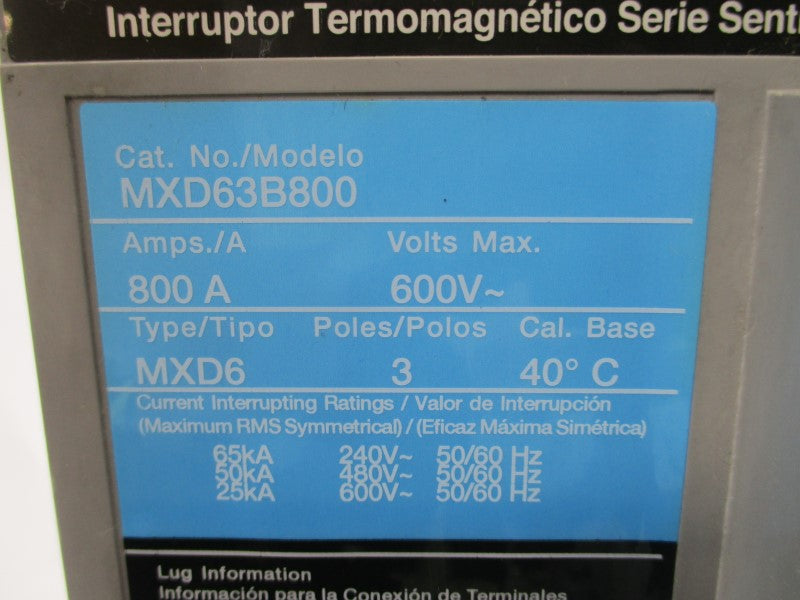 Interruptor Termomagnético Serie
Cat. No./Modelo
MXD63B800
Amps./A Volts Max.
800 A 600V~
Type/Tipo Poles/Polos Cal. Base
MXD6 3 40° C
Current Interrupting Ratings / Valor de Interrupción
(Maximum RMS Symmetrical) / (Eficaz Máxima Simétrica)
65kA 240V~ 50/60 Hz
50kA 480V~ 50/60 Hz
25kA 600V~ 50/60 Hz
Lug Information
Información para la Conexión de Terminales